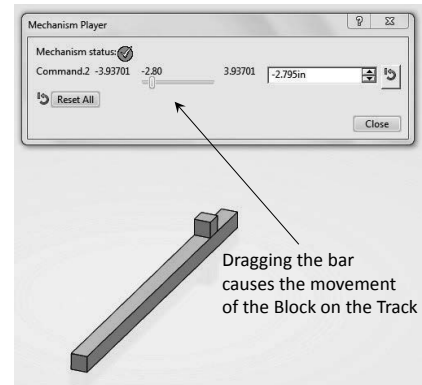 Mechanism Player
Mechanism status:
Command.2 -3.93701 -2.80 3.93701 -2.795in
Reset All
Close
Dragging the bar
causes the movement
of the Block on the Track